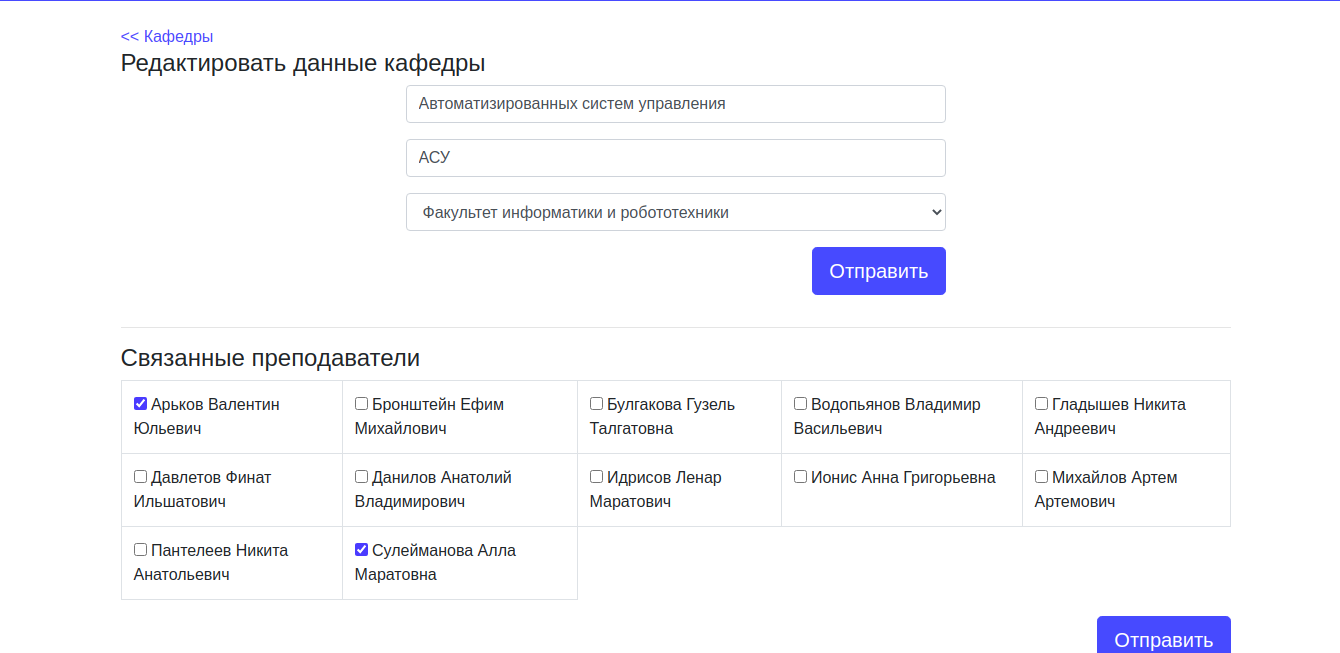 << Кафедры
Редактировать данные кафедры
Автоматизированных систем управления
АСУ
Факультет информатики и робототехники
Отправить
Связанные преподаватели
Арьков Валентин
Юльевич
Бронштейн Ефим
Михайлович
Булгакова Гузель
Талгатовна
Водопьянов Владимир
Васильевич
Гладышев Никита
Андреевич
Давлетов Финат
Ильшатович
Данилов Анатолий
Владимирович
Идрисов Ленар
Маратович
Ионис Анна Григорьевна
Михайлов Артем
Артемович
Пантелеев Никита
Анатольевич
Сулейманова Алла
Маратовна
Отправить